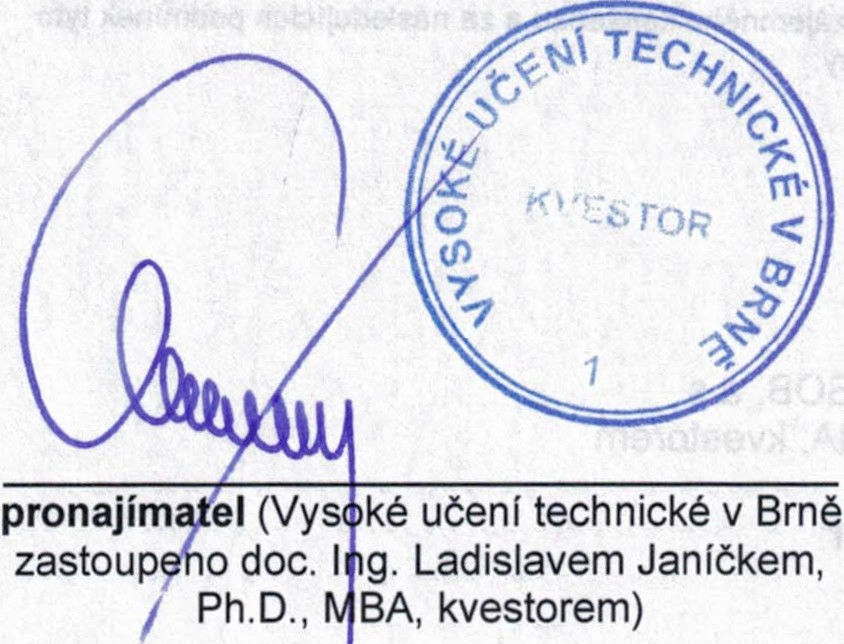 VYSOKÉ UČENÍ TECHNICKÉ V BRNĚ
KVESTOR
1
pronajímatel (Vysoké učení technické v Brně
zastoupeno doc. Ing. Ladislavem Janíčkem,
Ph.D., MBA, kvestorem)